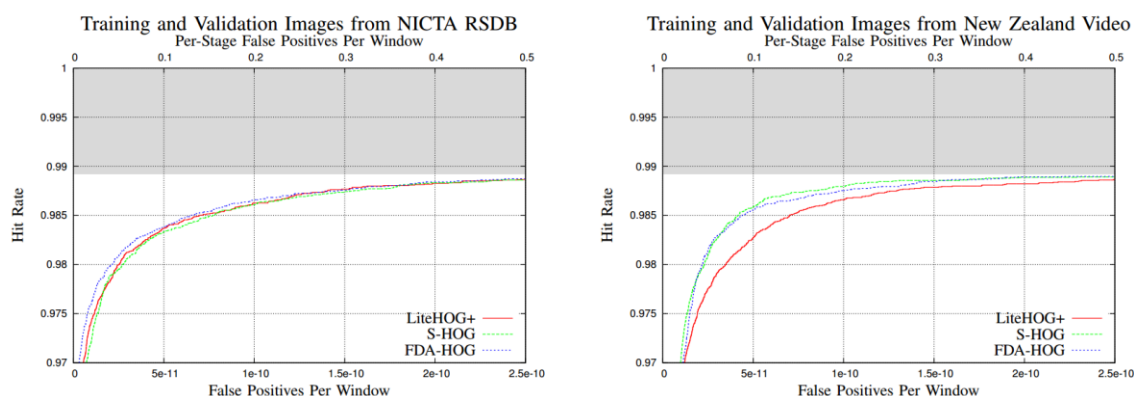 Training and Validation Images from NICTA RSDB
Per-Stage False Positives Per Window
0 0.1 0.2 0.3 0.4 0.5
1
0.995
0.99
0.985
0.98
0.975
0.97
Hit Rate
LiteHOG+
S-HOG
FDA-HOG
0 5e-11 1e-10 1.5e-10 2e-10 2.5e-10
False Positives Per Window
Training and Validation Images from New Zealand Video
Per-Stage False Positives Per Window
0 0.1 0.2 0.3 0.4 0.5
1
0.995
0.99
0.985
0.98
0.975
0.97
Hit Rate
LiteHOG+
S-HOG
FDA-HOG
0 5e-11 1e-10 1.5e-10 2e-10 2.5e-10
False Positives Per Window